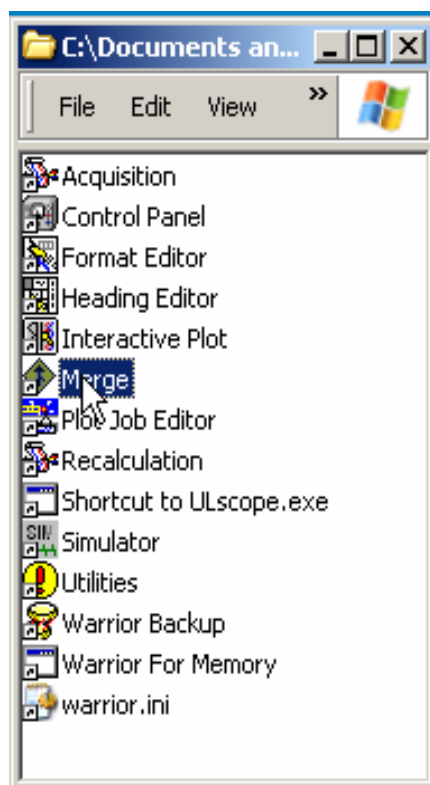 C:\Documents an...
File Edit View »
Acquisition
Control Panel
Format Editor
Heading Editor
Interactive Plot
Merge
Plot Job Editor
Recalculation
Shortcut to ULscope.exe
SIM Simulator
Utilities
Warrior Backup
Warrior For Memory
warrior.ini